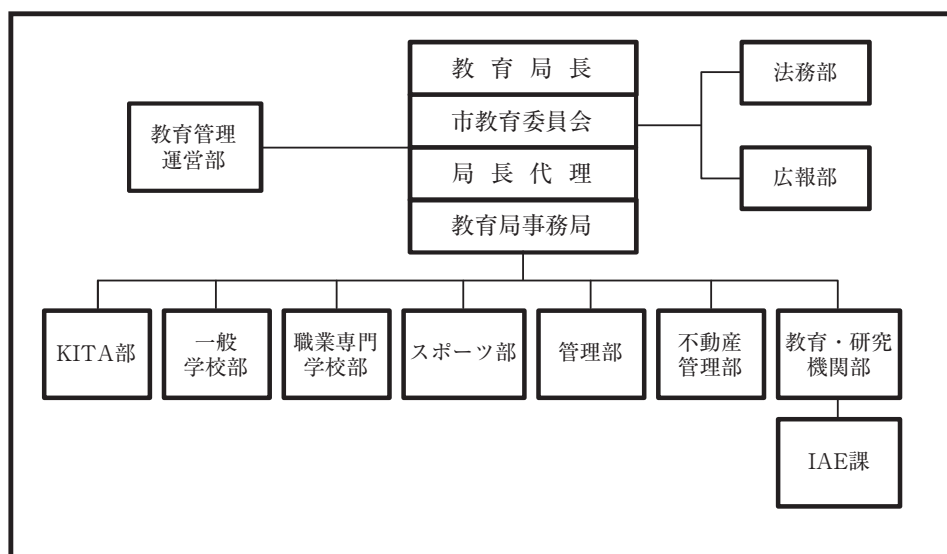 教育局長
市教育委員会
局長代理
教育局事務局
教育管理
運営部
法務部
広報部
KITA部
一般
学校部
職業専門
学校部
スポーツ部
管理部
不動産
管理部
教育・研究
機関部
IAE課